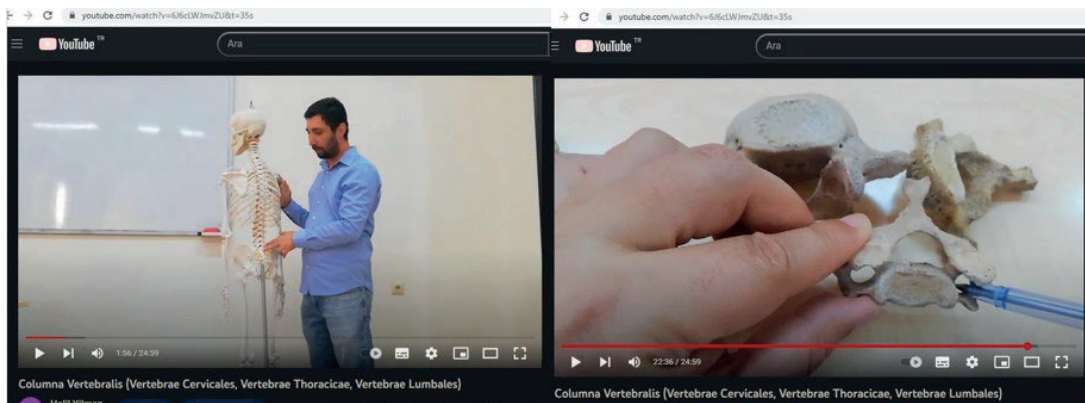 youtube.com/watch?v=6J6cLWJmvZU&t=35s
YouTube TR
Ara
1:56 / 24:59
Columna Vertebralis (Vertebrae Cervicales, Vertebrae Thoracicae, Vertebrae Lumbales)
youtube.com/watch?v=6J6cLWJmvZU&t=35s
YouTube TR
Ara
22:36 / 24:59
Columna Vertebralis (Vertebrae Cervicales, Vertebrae Thoracicae, Vertebrae Lumbales)